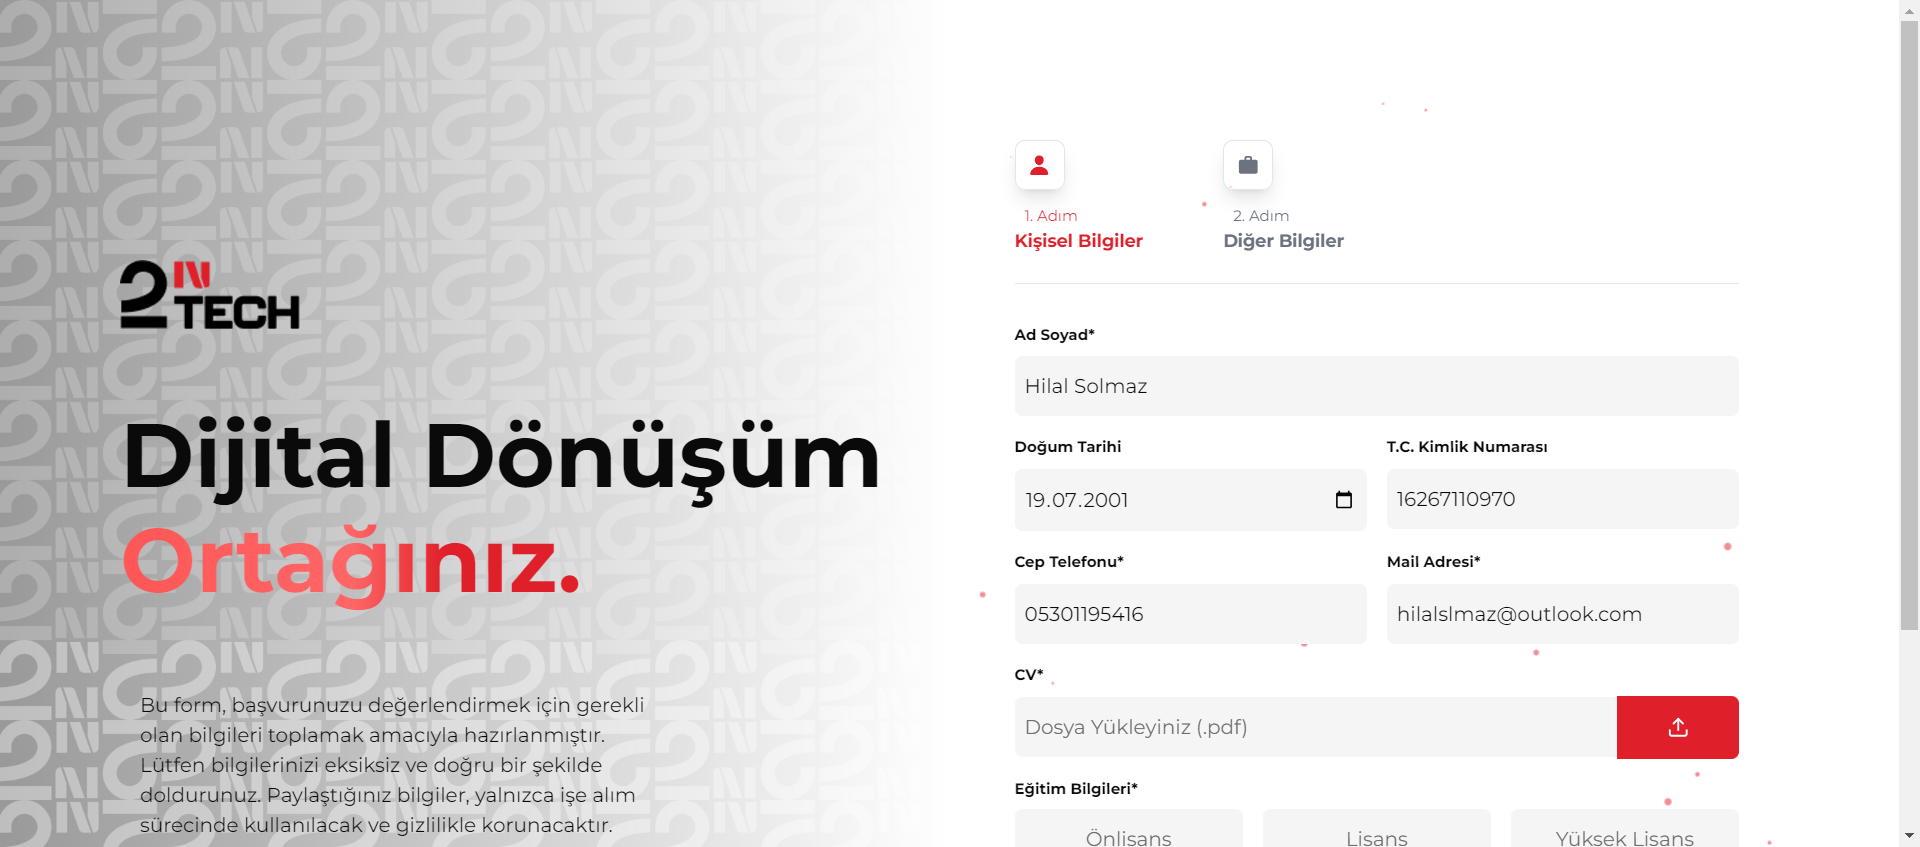 2N TECH
Dijital Dönüşüm
Ortağınız.
Bu form, başvurunuzu değerlendirmek için gerekli
olan bilgileri toplamak amacıyla hazırlanmıştır.
Lütfen bilgilerinizi eksiksiz ve doğru bir şekilde
doldurunuz. Paylaştığınız bilgiler, yalnızca işe alım
sürecinde kullanılacak ve gizlilikle korunacaktır.
1. Adım
Kişisel Bilgiler
2. Adım
Diğer Bilgiler
Ad Soyad*
Hilal Solmaz
Doğum Tarihi
T.C. Kimlik Numarası
19.07.2001
16267110970
Cep Telefonu*
Mail Adresi*
05301195416
hilalslmaz@outlook.com
CV*
Dosya Yükleyiniz (.pdf)
Eğitim Bilgileri*
Önlisans
Lisans
Yüksek Lisans